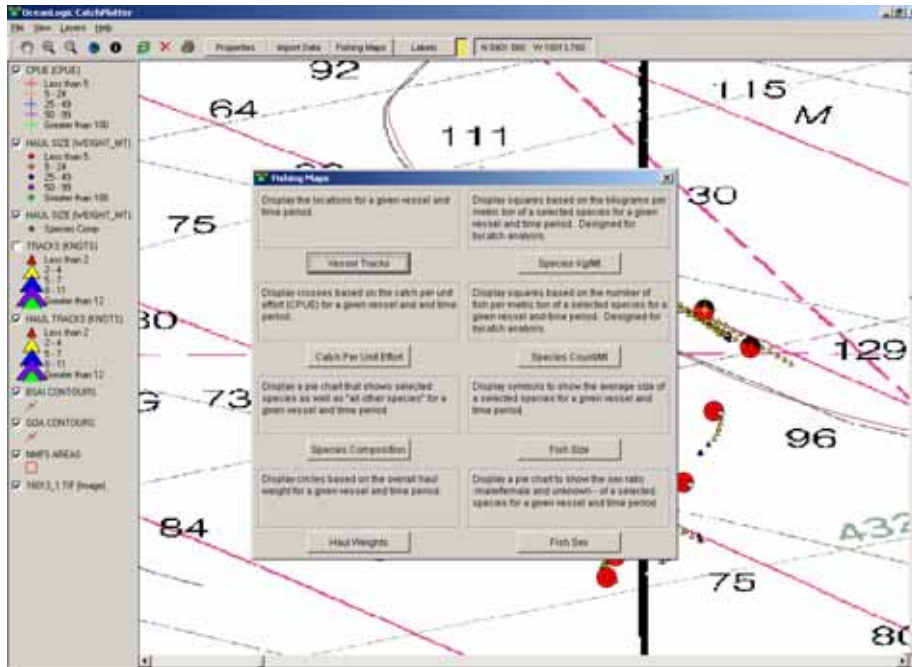 OceanLogic CatchPlotter
File View Layers Help
Properties Import Data Fishing Maps Labels
CPUE (CPUE)
Less than 5
5 - 24
25 - 49
50 - 99
Greater than 100
HAUL SIZE (WEIGHT_MT)
Less than 5
5 - 24
25 - 49
50 - 99
Greater than 100
HAUL SIZE (WEIGHT_MT)
Species Comp
TRACKS (KNOTS)
Less than 2
2 - 4
5 - 7
8 - 11
Greater than 12
HAUL TRACKS (KNOTS)
Less than 2
2 - 4
5 - 7
8 - 11
Greater than 12
BSAI CONTOURS
GOA CONTOURS
NMFS AREAS
16013_1.TIF (Image)
92
64
111
115
M
30
75
80
G
73
129
96
84
432
75
80
Fishing Maps
Display the locations for a given vessel and
time period.
Vessel Tracks
Display squares based on the kilograms per
metric ton of a selected species for a given
vessel and time period. Designed for
bycatch analysis.
Species Kg/Mt
Display crosses based on the catch per unit
effort (CPUE) for a given vessel and time
period.
Catch Per Unit Effort
Display squares based on the number of
fish per metric ton of a selected species for a
given vessel and time period. Designed for
bycatch analysis.
Species Count/Mt
Display a pie chart that shows selected
species as well as "all other species" for a
given vessel and time period.
Species Composition
Display symbols to show the average size of
a selected species for a given vessel and
time period.
Fish Size
Display circles based on the overall haul
weight for a given vessel and time period.
Haul Weights
Display a pie chart to show the sex ratio
-male/female and unknown-- of a selected
species for a given vessel and time period.
Fish Sex